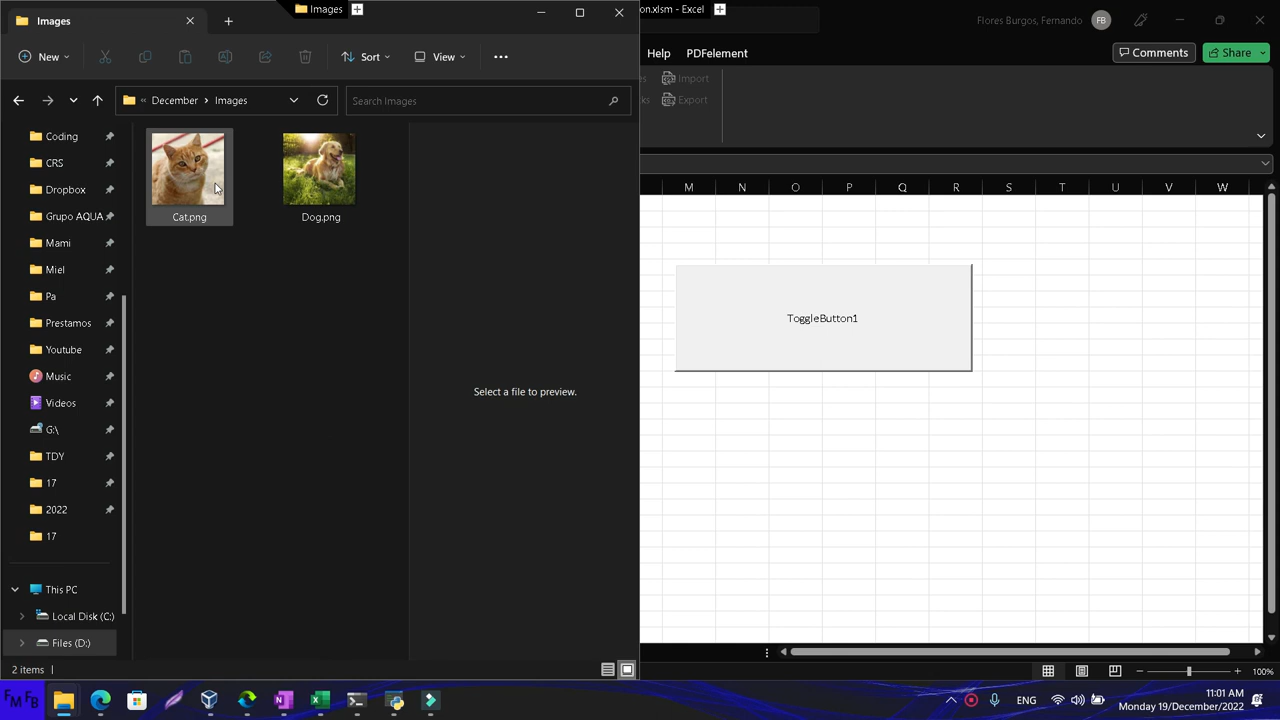 Images
Images
on.xlsm - Excel
Flores Burgos, Fernando
FB
New
Sort
View
Help
PDFelement
Comments
Share
Import
Export
December
Images
Search Images
Coding
CRS
Dropbox
Grupo AQUA
Mami
Miel
Pa
Prestamos
Youtube
Music
Videos
G:\
TDY
17
2022
17
This PC
Local Disk (C:)
Files (D:)
Cat.png
Dog.png
Select a file to preview.
M N O P Q R S T U V W
ToggleButton1
2 items
100%
FM FB
ENG
11:01 AM
Monday 19/December/2022